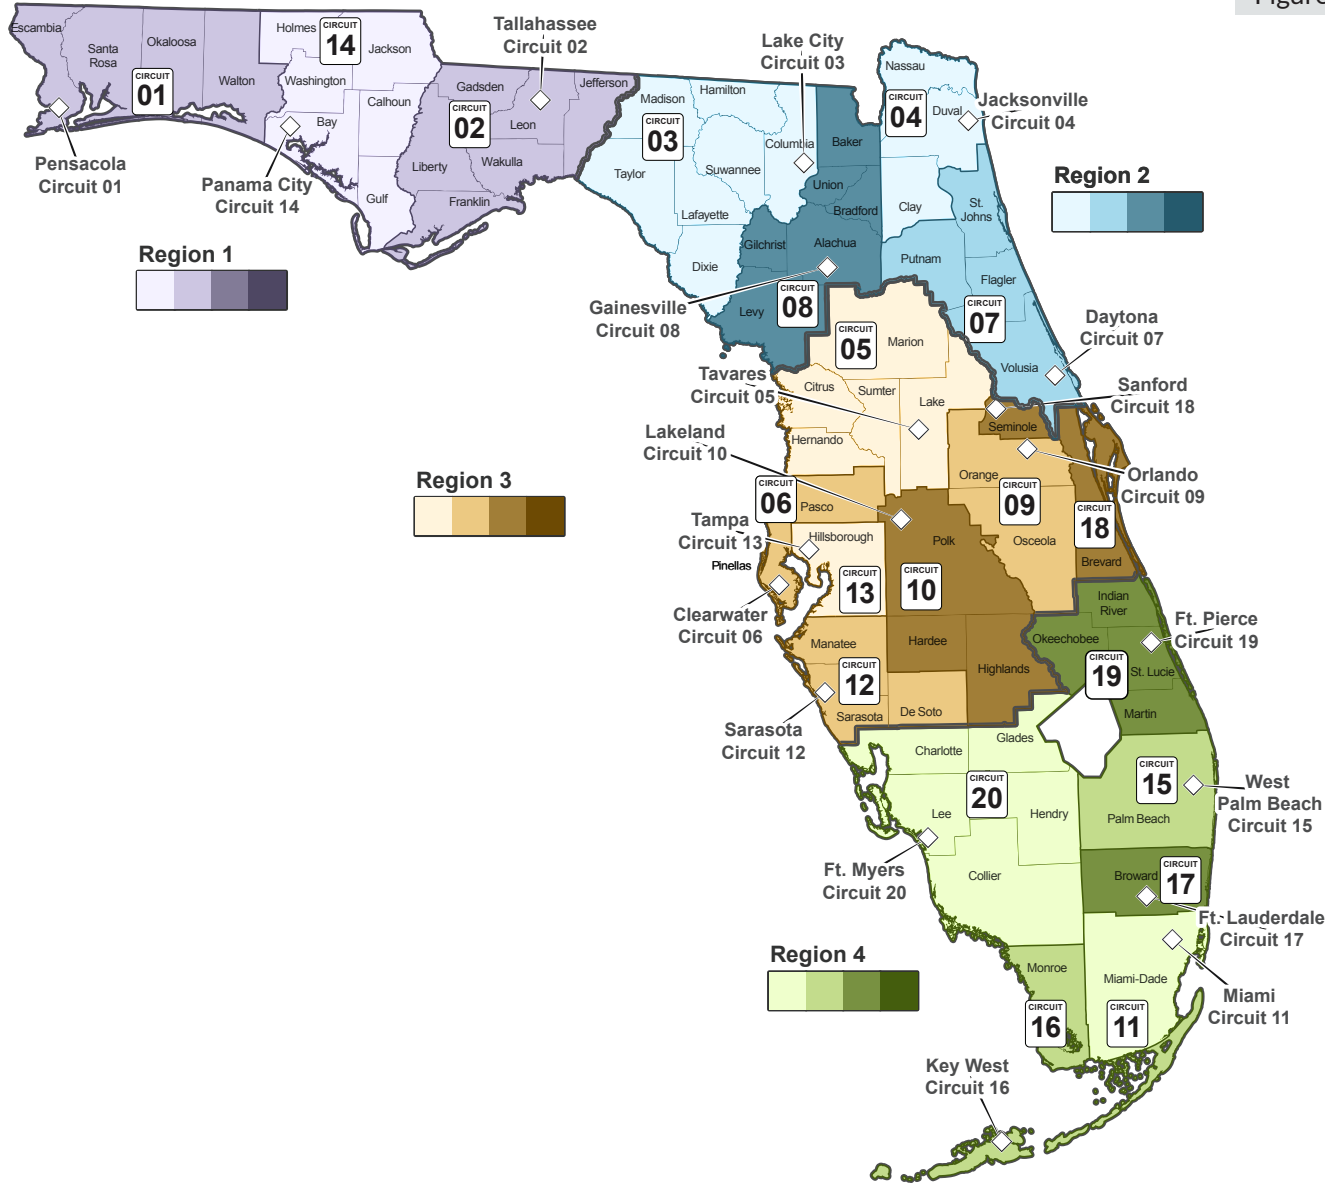 Figure
Escambia
Santa
Rosa
Okaloosa
Walton
CIRCUIT
01
Holmes
CIRCUIT
14
Jackson
Washington
Calhoun
Bay
Gulf
Pensacola
Circuit 01
Panama City
Circuit 14
Tallahassee
Circuit 02
Gadsden
Jefferson
CIRCUIT
02
Leon
Liberty
Wakulla
Franklin
Region 1
Lake City
Circuit 03
Madison
Hamilton
CIRCUIT
03
Columbia
Taylor
Suwannee
Lafayette
Dixie
Nassau
CIRCUIT
04
Duval
Jacksonville
Circuit 04
Clay
Baker
Union
Bradford
Gilchrist
Alachua
Levy
CIRCUIT
08
Gainesville
Circuit 08
Region 2
St.
Johns
Putnam
Flagler
CIRCUIT
07
Volusia
Daytona
Circuit 07
CIRCUIT
05
Marion
Citrus
Sumter
Lake
Hernando
Tavares
Circuit 05
Sanford
Circuit 18
Seminole
Lakeland
Circuit 10
Orange
Orlando
Circuit 09
CIRCUIT
09
Osceola
CIRCUIT
18
Brevard
Region 3
CIRCUIT
06
Pasco
Tampa
Circuit 13
Hillsborough
Pinellas
CIRCUIT
13
Clearwater
Circuit 06
Polk
CIRCUIT
10
Hardee
Highlands
Manatee
CIRCUIT
12
Sarasota
De Soto
Sarasota
Circuit 12
Indian
River
Okeechobee
Ft. Pierce
Circuit 19
CIRCUIT
19
St. Lucie
Martin
Charlotte
Glades
CIRCUIT
20
Lee
Hendry
Collier
Ft. Myers
Circuit 20
CIRCUIT
15
Palm Beach
West
Palm Beach
Circuit 15
Broward
CIRCUIT
17
Ft. Lauderdale
Circuit 17
Region 4
Monroe
CIRCUIT
16
Miami-Dade
CIRCUIT
11
Miami
Circuit 11
Key West
Circuit 16